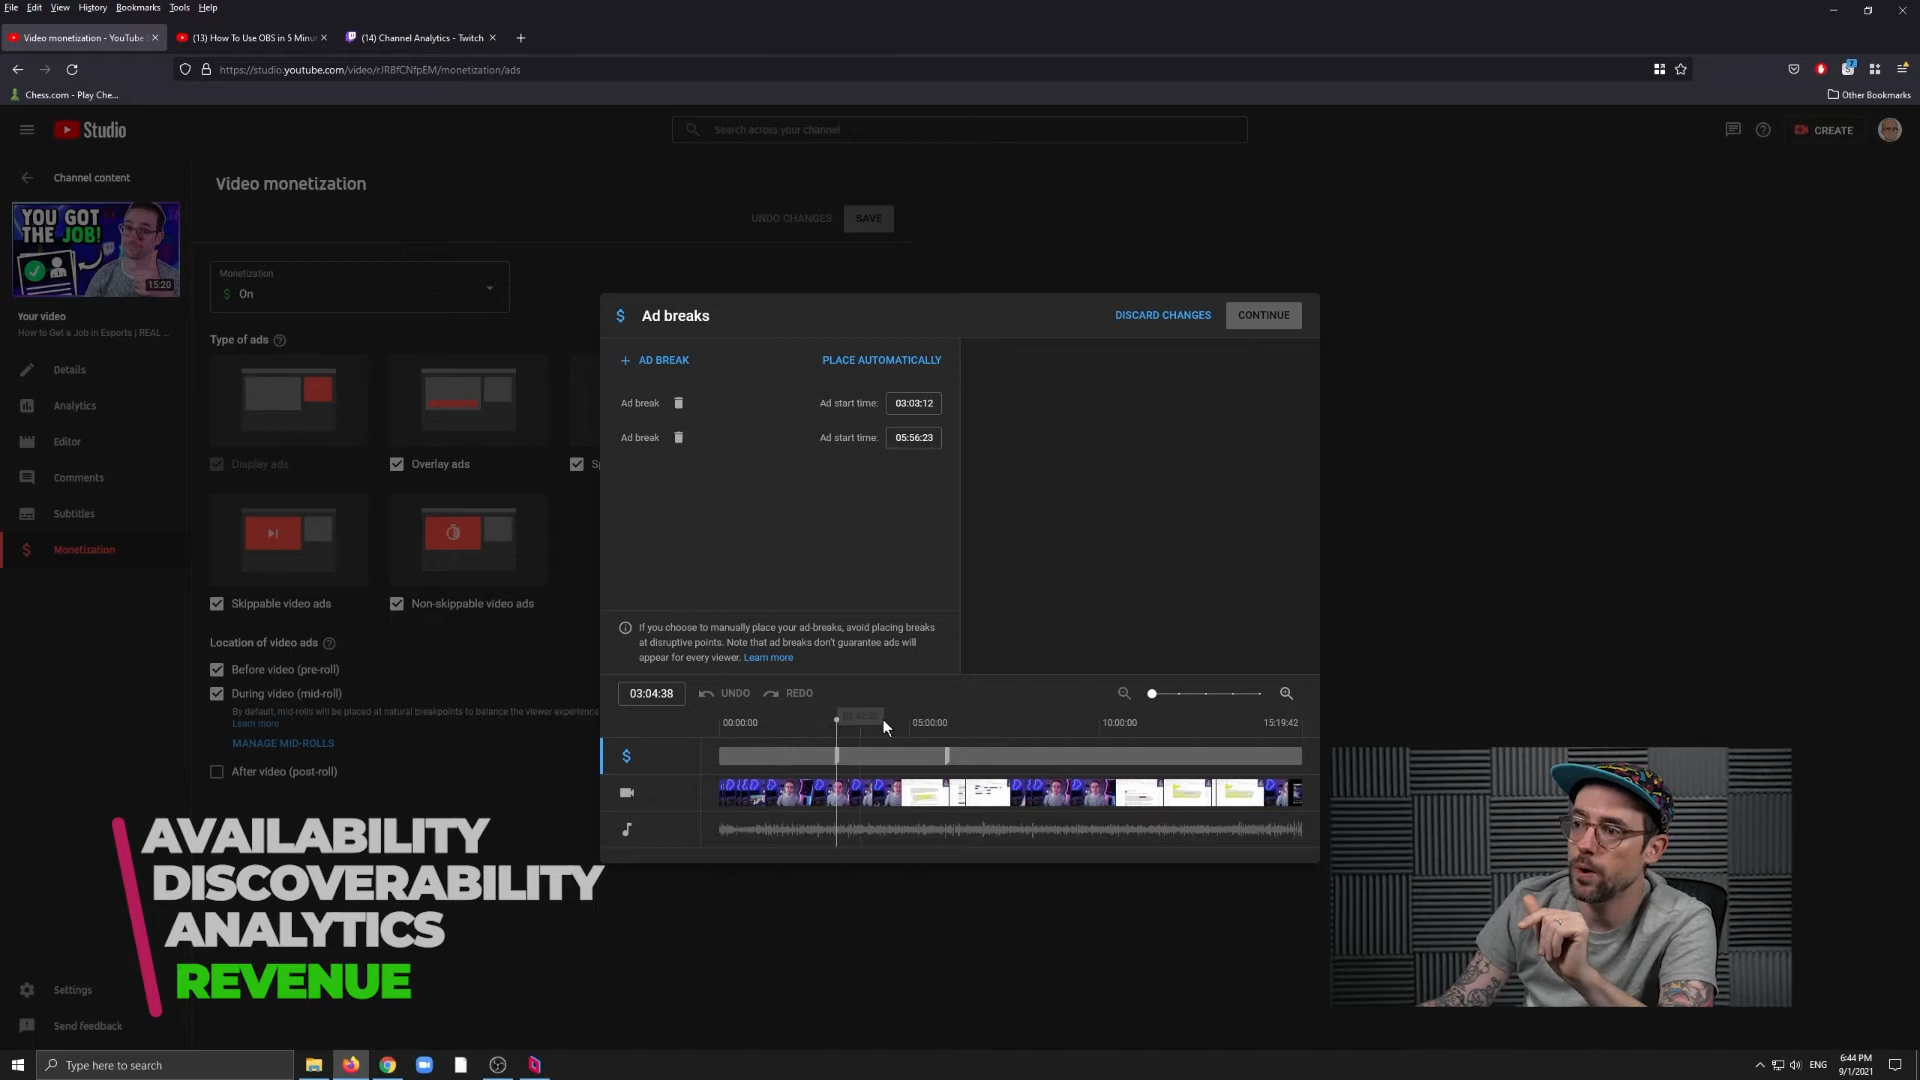 File Edit View History Bookmarks Tools Help
Video monetization - YouTube
(13) How To Use OBS in 5 Minut
(14) Channel Analytics - Twitch
https://studio.youtube.com/video/rJRBfCNfpEM/monetization/ads
Chess.com - Play Che...
Other Bookmarks
Studio
Search across your channel
CREATE
Channel content
Video monetization
UNDO CHANGES
SAVE
YOU GOT
THE JOB!
15:20
Monetization
On
Your video
How to Get a Job in Esports | REAL ...
Type of ads
Details
Analytics
Editor
Comments
Subtitles
Monetization
Display ads
Overlay ads
Skippable video ads
Non-skippable video ads
Location of video ads
Before video (pre-roll)
During video (mid-roll)
By default, mid-rolls will be placed at natural breakpoints to balance the viewer experience
Learn more
MANAGE MID-ROLLS
After video (post-roll)
Ad breaks
DISCARD CHANGES
CONTINUE
AD BREAK
PLACE AUTOMATICALLY
Ad break
Ad start time: 03:03:12
Ad break
Ad start time: 05:56:23
If you choose to manually place your ad-breaks, avoid placing breaks
at disruptive points. Note that ad breaks don't guarantee ads will
appear for every viewer. Learn more
03:04:38
UNDO
REDO
00:00:00
05:00:00
10:00:00
15:19:42
AVAILABILITY
DISCOVERABILITY
ANALYTICS
REVENUE
Settings
Send feedback
Type here to search
ENG
6:44 PM
9/1/2021